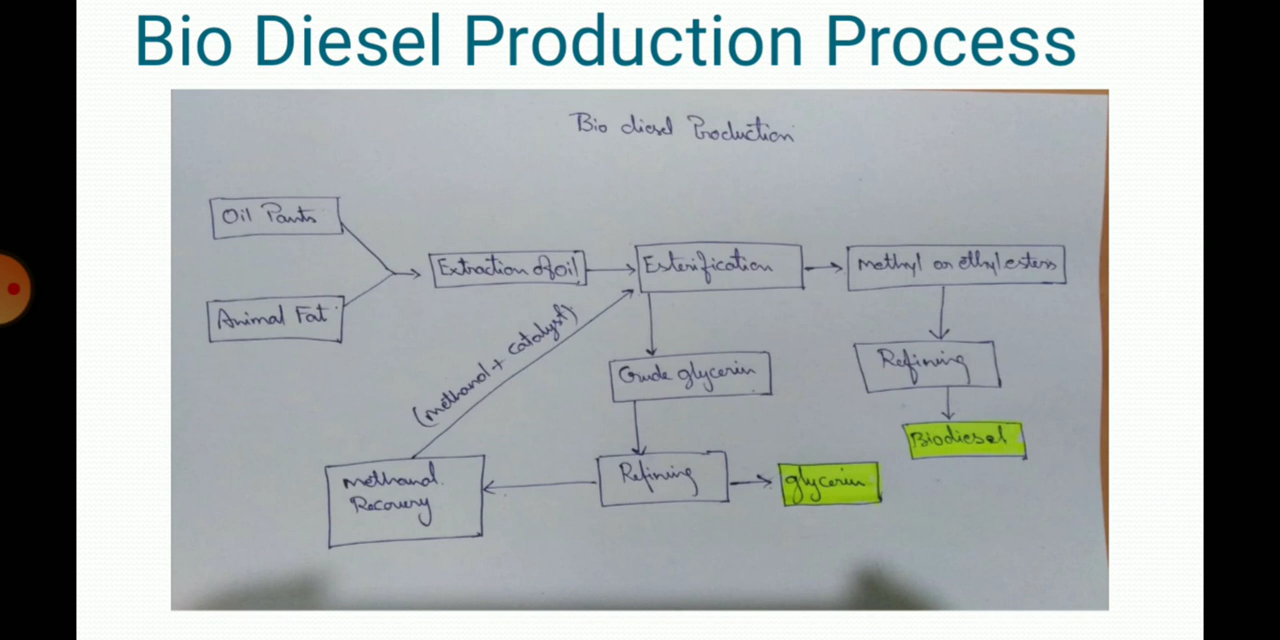 Bio Diesel Production Process
Bio diesel Production
Oil Pants
Animal Fat
Extraction of oil
Esterification
methyl or ethyl esters
(methanol + catalyst)
Crude glycerin
Refining
Refining
Biodiesel
methanol
Recovery
glycerin